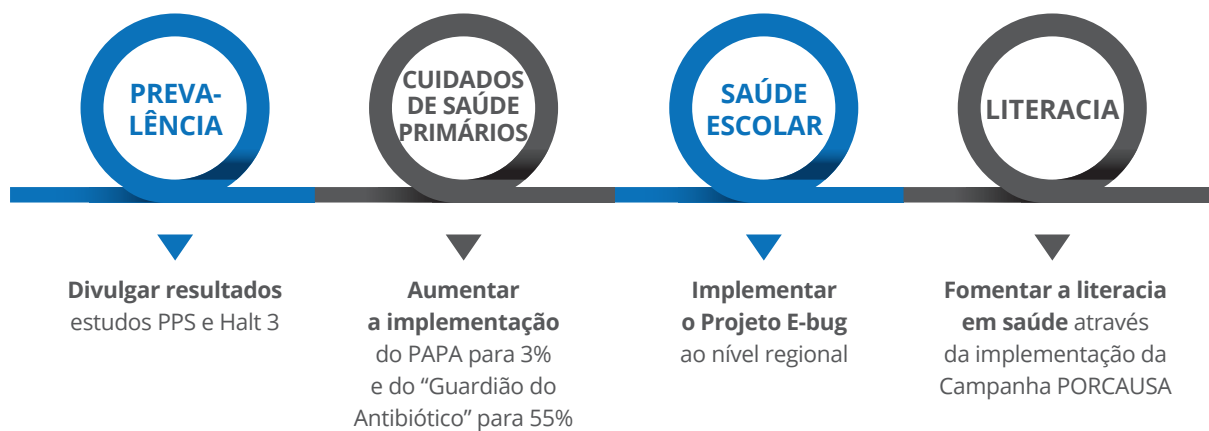 PREVA-
LÊNCIA
Divulgar resultados
estudos PPS e Halt 3
CUIDADOS
DE SAÚDE
PRIMÁRIOS
Aumentar
a implementação
do PAPA para 3%
e do “Guardião do
Antibiótico” para 55%
SAÚDE
ESCOLAR
Implementar
o Projeto E-bug
ao nível regional
LITERACIA
Fomentar a literacia
em saúde através
da implementação da
Campanha PORCAUSA